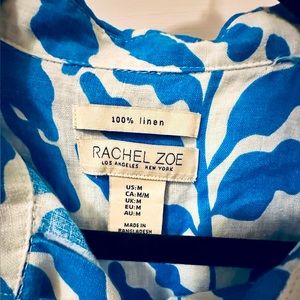 100% linen
RACHEL ZOE
LOS ANGELES NEW YORK
US:M
CA:M/M
UK:M
EU:M
AU:M
MADE IN
BANGLADESH